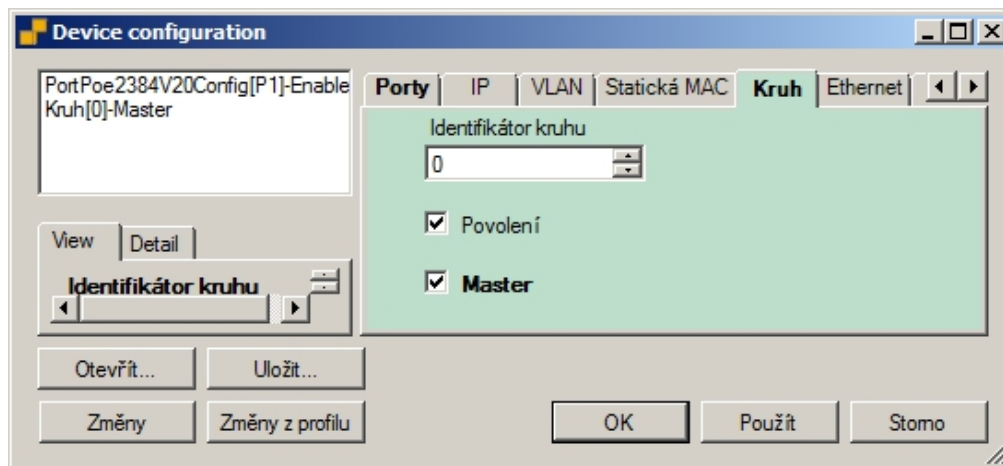 Device configuration
PortPoe2384V20Config[P1]-Enable
Kruh[0]-Master
View
Detail
Identifikátor kruhu
Otevřít...
Uložit...
Změny
Změny z profilu
Porty
IP
VLAN
Statická MAC
Kruh
Ethernet
Identifikátor kruhu
0
Povolení
Master
OK
Použít
Storno